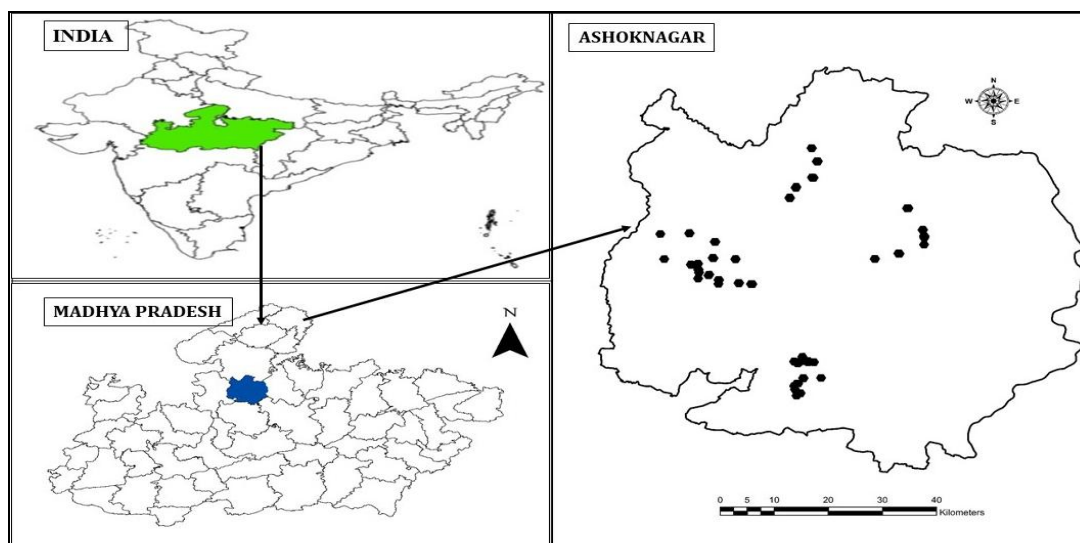 INDIA
MADHYA PRADESH
N
ASHOKNAGAR
N
W E
S
0 5 10 20 30 40
Kilometers